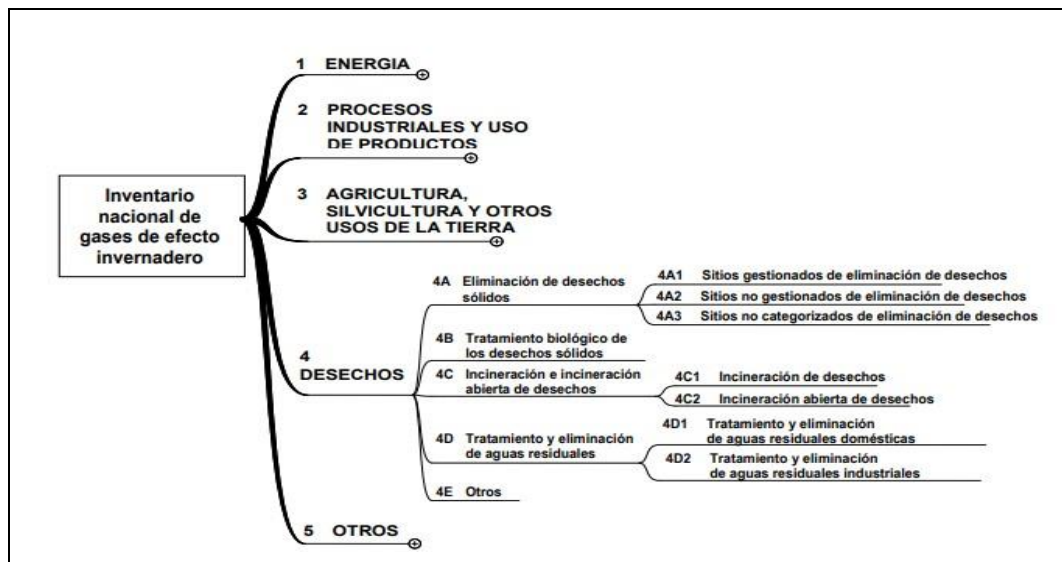 1 ENERGIA
2 PROCESOS
INDUSTRIALES Y USO
DE PRODUCTOS
Inventario
nacional de
gases de efecto
invernadero
3 AGRICULTURA,
SILVICULTURA Y OTROS
USOS DE LA TIERRA
4
DESECHOS
4A Eliminación de desechos
sólidos
4A1 Sitios gestionados de eliminación de desechos
4A2 Sitios no gestionados de eliminación de desechos
4A3 Sitios no categorizados de eliminación de desechos
4B Tratamiento biológico de
los desechos sólidos
4C Incineración e incineración
abierta de desechos
4C1 Incineración de desechos
4C2 Incineración abierta de desechos
4D Tratamiento y eliminación
de aguas residuales
4D1 Tratamiento y eliminación
de aguas residuales domésticas
4D2 Tratamiento y eliminación
de aguas residuales industriales
4E Otros
5 OTROS